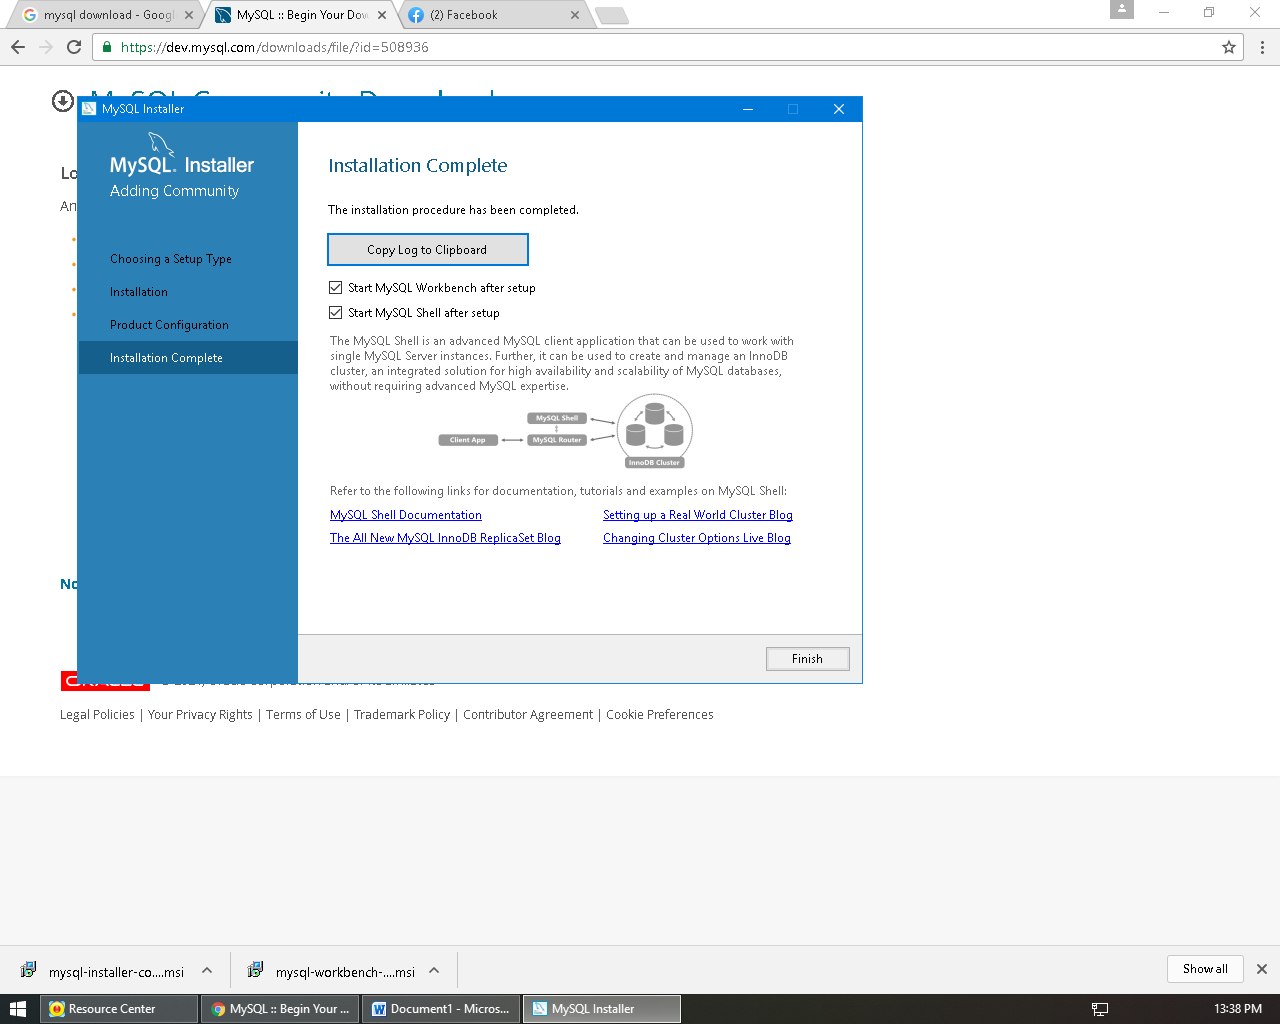 mysql download - Googl
MySQL :: Begin Your Dow
(2) Facebook
https://dev.mysql.com/downloads/file/?id=508936
MySQL Community Downloads
MySQL Installer
MySQL. Installer
Adding Community
Choosing a Setup Type
Installation
Product Configuration
Installation Complete
Installation Complete
The installation procedure has been completed.
Copy Log to Clipboard
Start MySQL Workbench after setup
Start MySQL Shell after setup
The MySQL Shell is an advanced MySQL client application that can be used to work with
single MySQL Server instances. Further, it can be used to create and manage an InnoDB
cluster, an integrated solution for high availability and scalability of MySQL databases,
without requiring advanced MySQL expertise.
MySQL Shell
Client App
MySQL Router
InnoDB Cluster
Refer to the following links for documentation, tutorials and examples on MySQL Shell:
MySQL Shell Documentation
Setting up a Real World Cluster Blog
The All New MySQL InnoDB ReplicaSet Blog
Changing Cluster Options Live Blog
Finish
Lo
An
No
ORACLE
Legal Policies | Your Privacy Rights | Terms of Use | Trademark Policy | Contributor Agreement | Cookie Preferences
mysql-installer-co....msi
mysql-workbench-....msi
Show all
Resource Center
MySQL :: Begin Your ...
Document1 - Micros...
MySQL Installer
13:38 PM